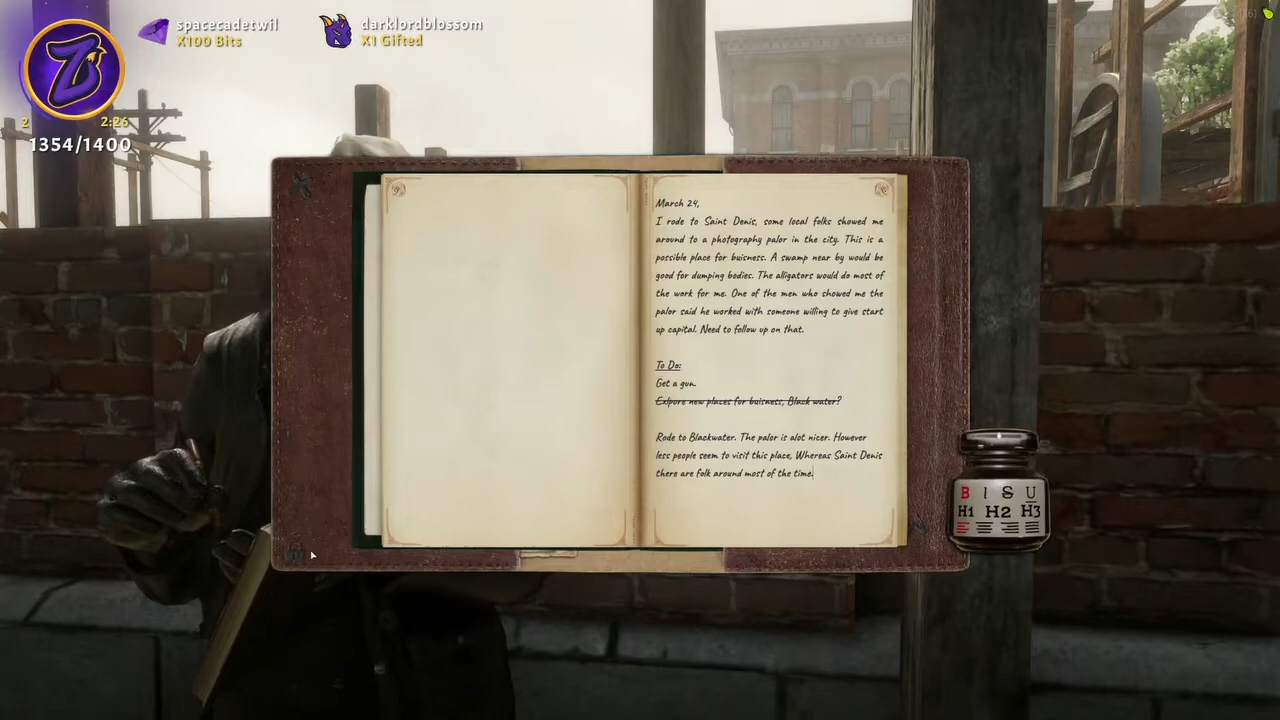 spacecadetwil
X100 Bits
darklordblossom
X1 Gifted
2
2:26
1354/1400
March 24,
I rode to Saint Denis, some local folks showed me
around to a photography palor in the city. This is a
possible place for buisness. A swamp near by would be
good for dumping bodies. The alligators would do most of
the work for me. One of the men who showed me the
palor said he worked with someone willing to give start
up capital. Need to follow up on that.
To Do:
Get a gun.
Exlpore new places for buisness, Black water?
Rode to Blackwater. The palor is alot nicer. However
less people seem to visit this place, Whereas Saint Denis
there are folk around most of the time.
B I S U
H1 H2 H3